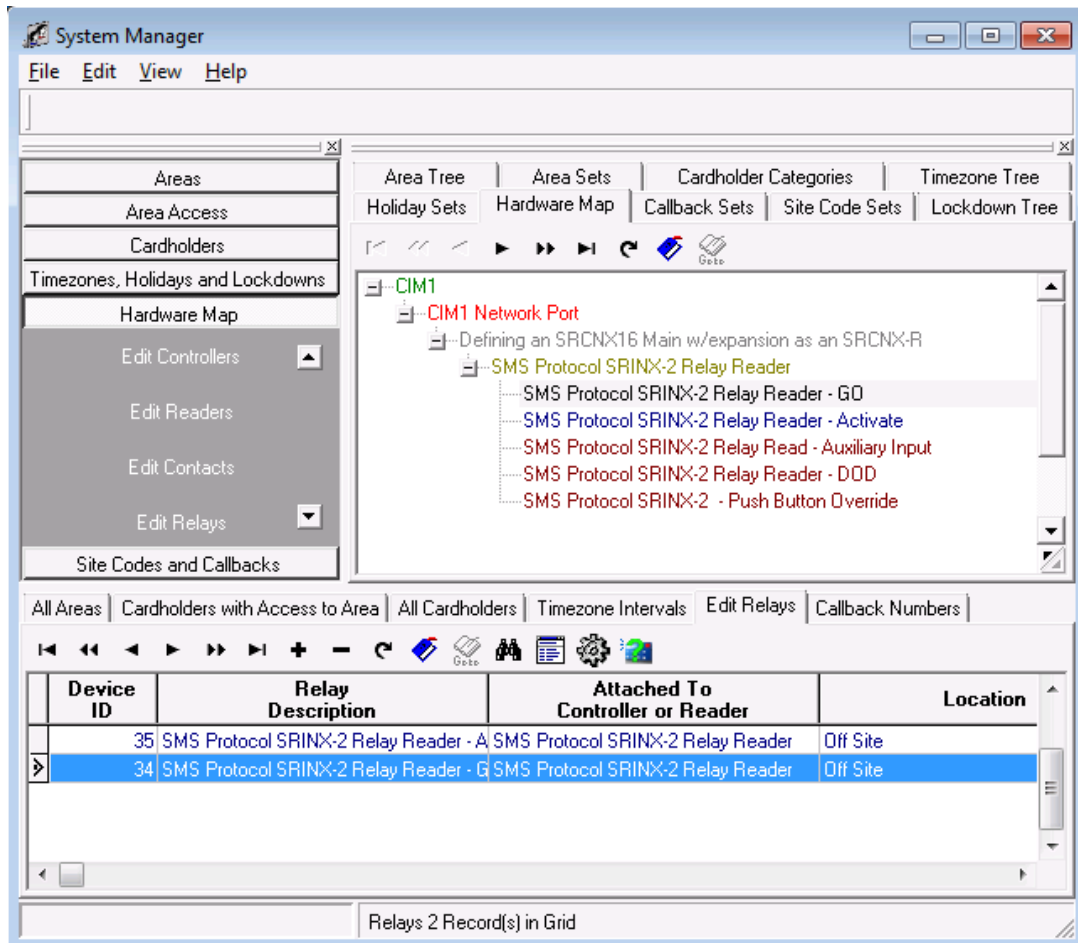 System Manager
File Edit View Help
Areas
Area Access
Cardholders
Timezones, Holidays and Lockdowns
Hardware Map
Edit Controllers
Edit Readers
Edit Contacts
Edit Relays
Site Codes and Callbacks
Area Tree Area Sets Cardholder Categories Timezone Tree
Holiday Sets Hardware Map Callback Sets Site Code Sets Lockdown Tree
Goto
CIM1
CIM1 Network Port
Defining an SRCNX16 Main w/expansion as an SRCNX-R
SMS Protocol SRINX-2 Relay Reader
SMS Protocol SRINX-2 Relay Reader - GO
SMS Protocol SRINX-2 Relay Reader - Activate
SMS Protocol SRINX-2 Relay Read - Auxiliary Input
SMS Protocol SRINX-2 Relay Reader - DOD
SMS Protocol SRINX-2 - Push Button Override
All Areas Cardholders with Access to Area All Cardholders Timezone Intervals Edit Relays Callback Numbers
Goto
Device ID Relay Description Attached To Controller or Reader Location
35 SMS Protocol SRINX-2 Relay Reader - A SMS Protocol SRINX-2 Relay Reader Off Site
34 SMS Protocol SRINX-2 Relay Reader - G SMS Protocol SRINX-2 Relay Reader Off Site
Relays 2 Record(s) in Grid